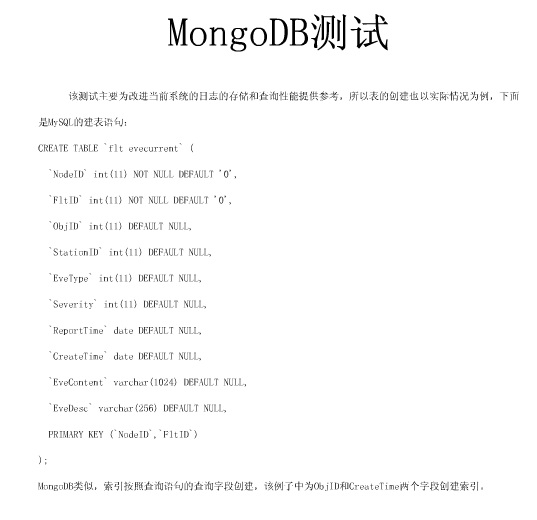 MongoDB测试
该测试主要为改进当前系统的日志的存储和查询性能提供参考，所以表的创建也以实际情况为例，下面
是MySQL的建表语句：
CREATE TABLE `flt evecurrent` (
`NodeID` int(11) NOT NULL DEFAULT '0',
`FltID` int(11) NOT NULL DEFAULT '0',
`ObjID` int(11) DEFAULT NULL,
`StationID` int(11) DEFAULT NULL,
`EveType` int(11) DEFAULT NULL,
`Severity` int(11) DEFAULT NULL,
`ReportTime` date DEFAULT NULL,
`CreateTime` date DEFAULT NULL,
`EveContent` varchar(1024) DEFAULT NULL,
`EveDesc` varchar(256) DEFAULT NULL,
PRIMARY KEY (`NodeID`,`FltID`)
);
MongoDB类似，索引按照查询语句的查询字段创建，该例子中为ObjID和CreateTime两个字段创建索引。